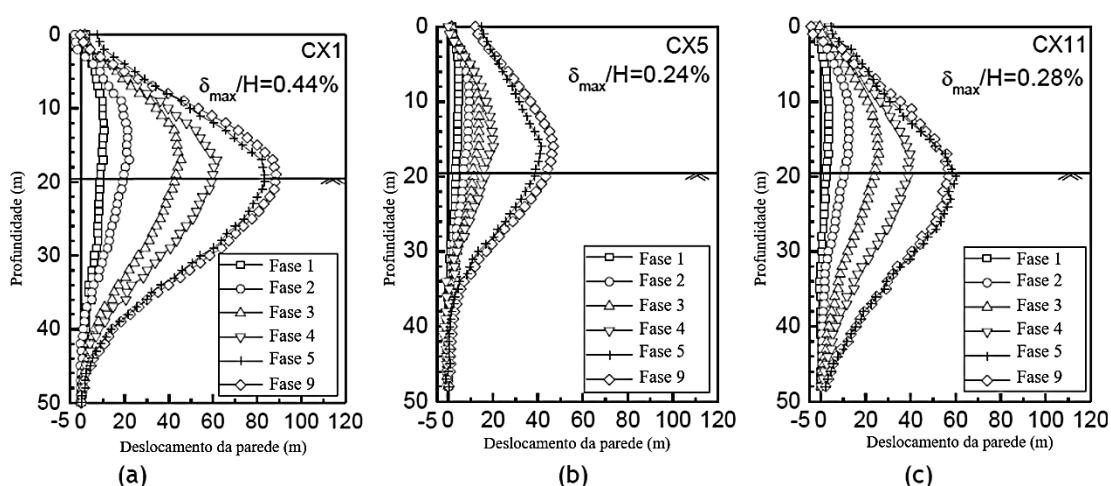 CX1
δmax/H=0.44%
0
10
20
30
40
50
Profundidade (m)
Fase 1
Fase 2
Fase 3
Fase 4
Fase 5
Fase 9
-5 0 20 40 60 80 100 120
Deslocamento da parede (m)
(a)
CX5
δmax/H=0.24%
0
10
20
30
40
50
Profundidade (m)
Fase 1
Fase 2
Fase 3
Fase 4
Fase 5
Fase 9
-5 0 20 40 60 80 100 120
Deslocamento da parede (m)
(b)
CX11
δmax/H=0.28%
0
10
20
30
40
50
Profundidade (m)
Fase 1
Fase 2
Fase 3
Fase 4
Fase 5
Fase 9
-5 0 20 40 60 80 100 120
Deslocamento da parede (m)
(c)